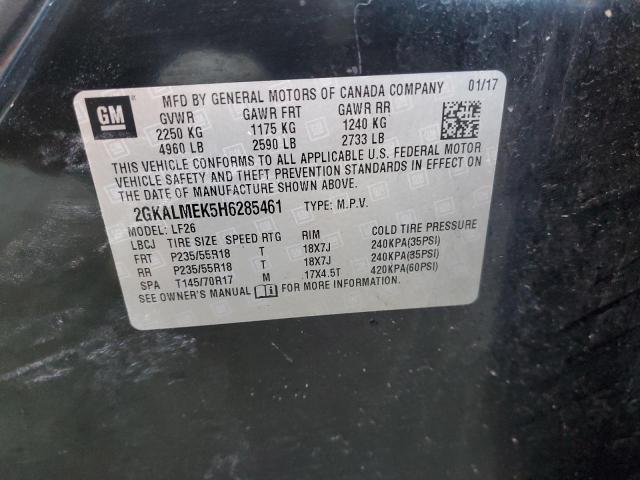 GM
MFD BY GENERAL MOTORS OF CANADA COMPANY 01/17
GVWR GAWR FRT GAWR RR
2250 KG 1175 KG 1240 KG
4960 LB 2590 LB 2733 LB
THIS VEHICLE CONFORMS TO ALL APPLICABLE U.S. FEDERAL MOTOR
VEHICLE SAFETY AND THEFT PREVENTION STANDARDS IN EFFECT ON
THE DATE OF MANUFACTURE SHOWN ABOVE.
2GKALMEK5H6285461 TYPE: M.P.V.
MODEL: LF26
LBCJ TIRE SIZE SPEED RTG RIM COLD TIRE PRESSURE
FRT P235/55R18 T 18X7J 240KPA(35PSI)
RR P235/55R18 T 18X7J 240KPA(85PSI)
SPA T145/70R17 M 17X4.5T 420KPA(60PSI)
SEE OWNER'S MANUAL FOR MORE INFORMATION.